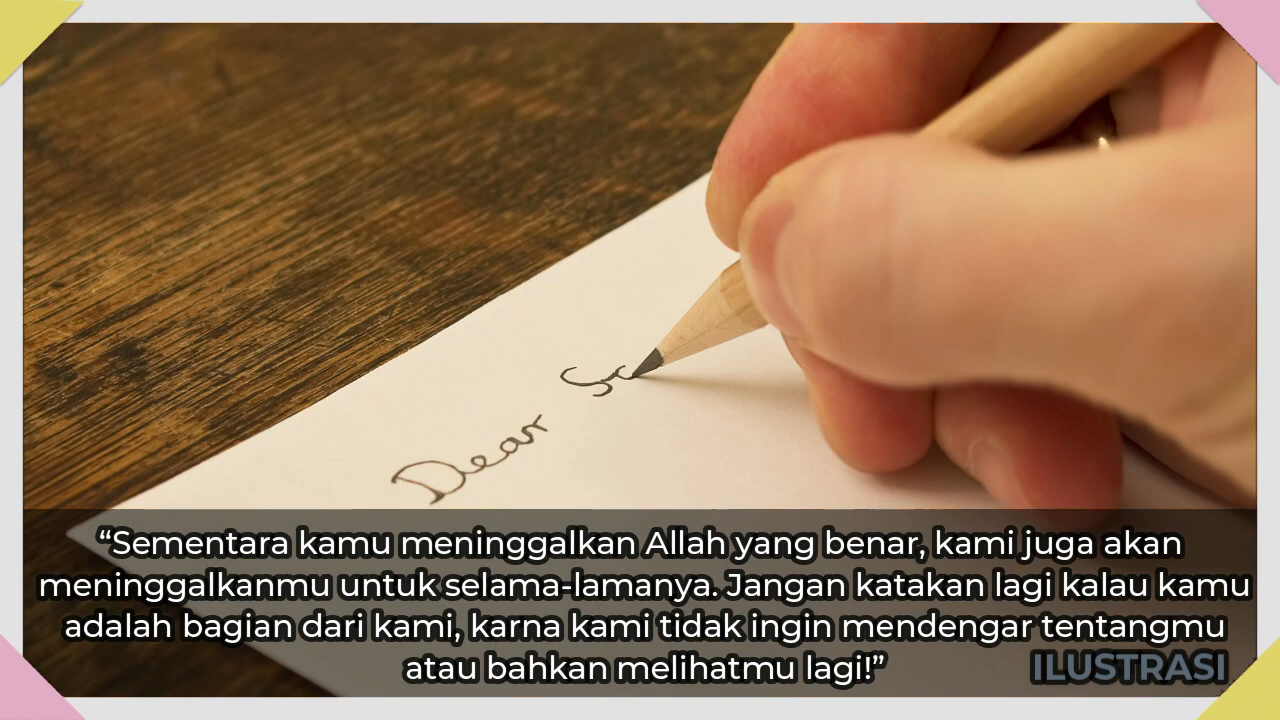 Dear
“Sementara kamu meninggalkan Allah yang benar, kami juga akan
meninggalkanmu untuk selama-lamanya. Jangan katakan lagi kalau kamu
adalah bagian dari kami, karna kami tidak ingin mendengar tentangmu
atau bahkan melihatmu lagi!”
ILUSTRASI